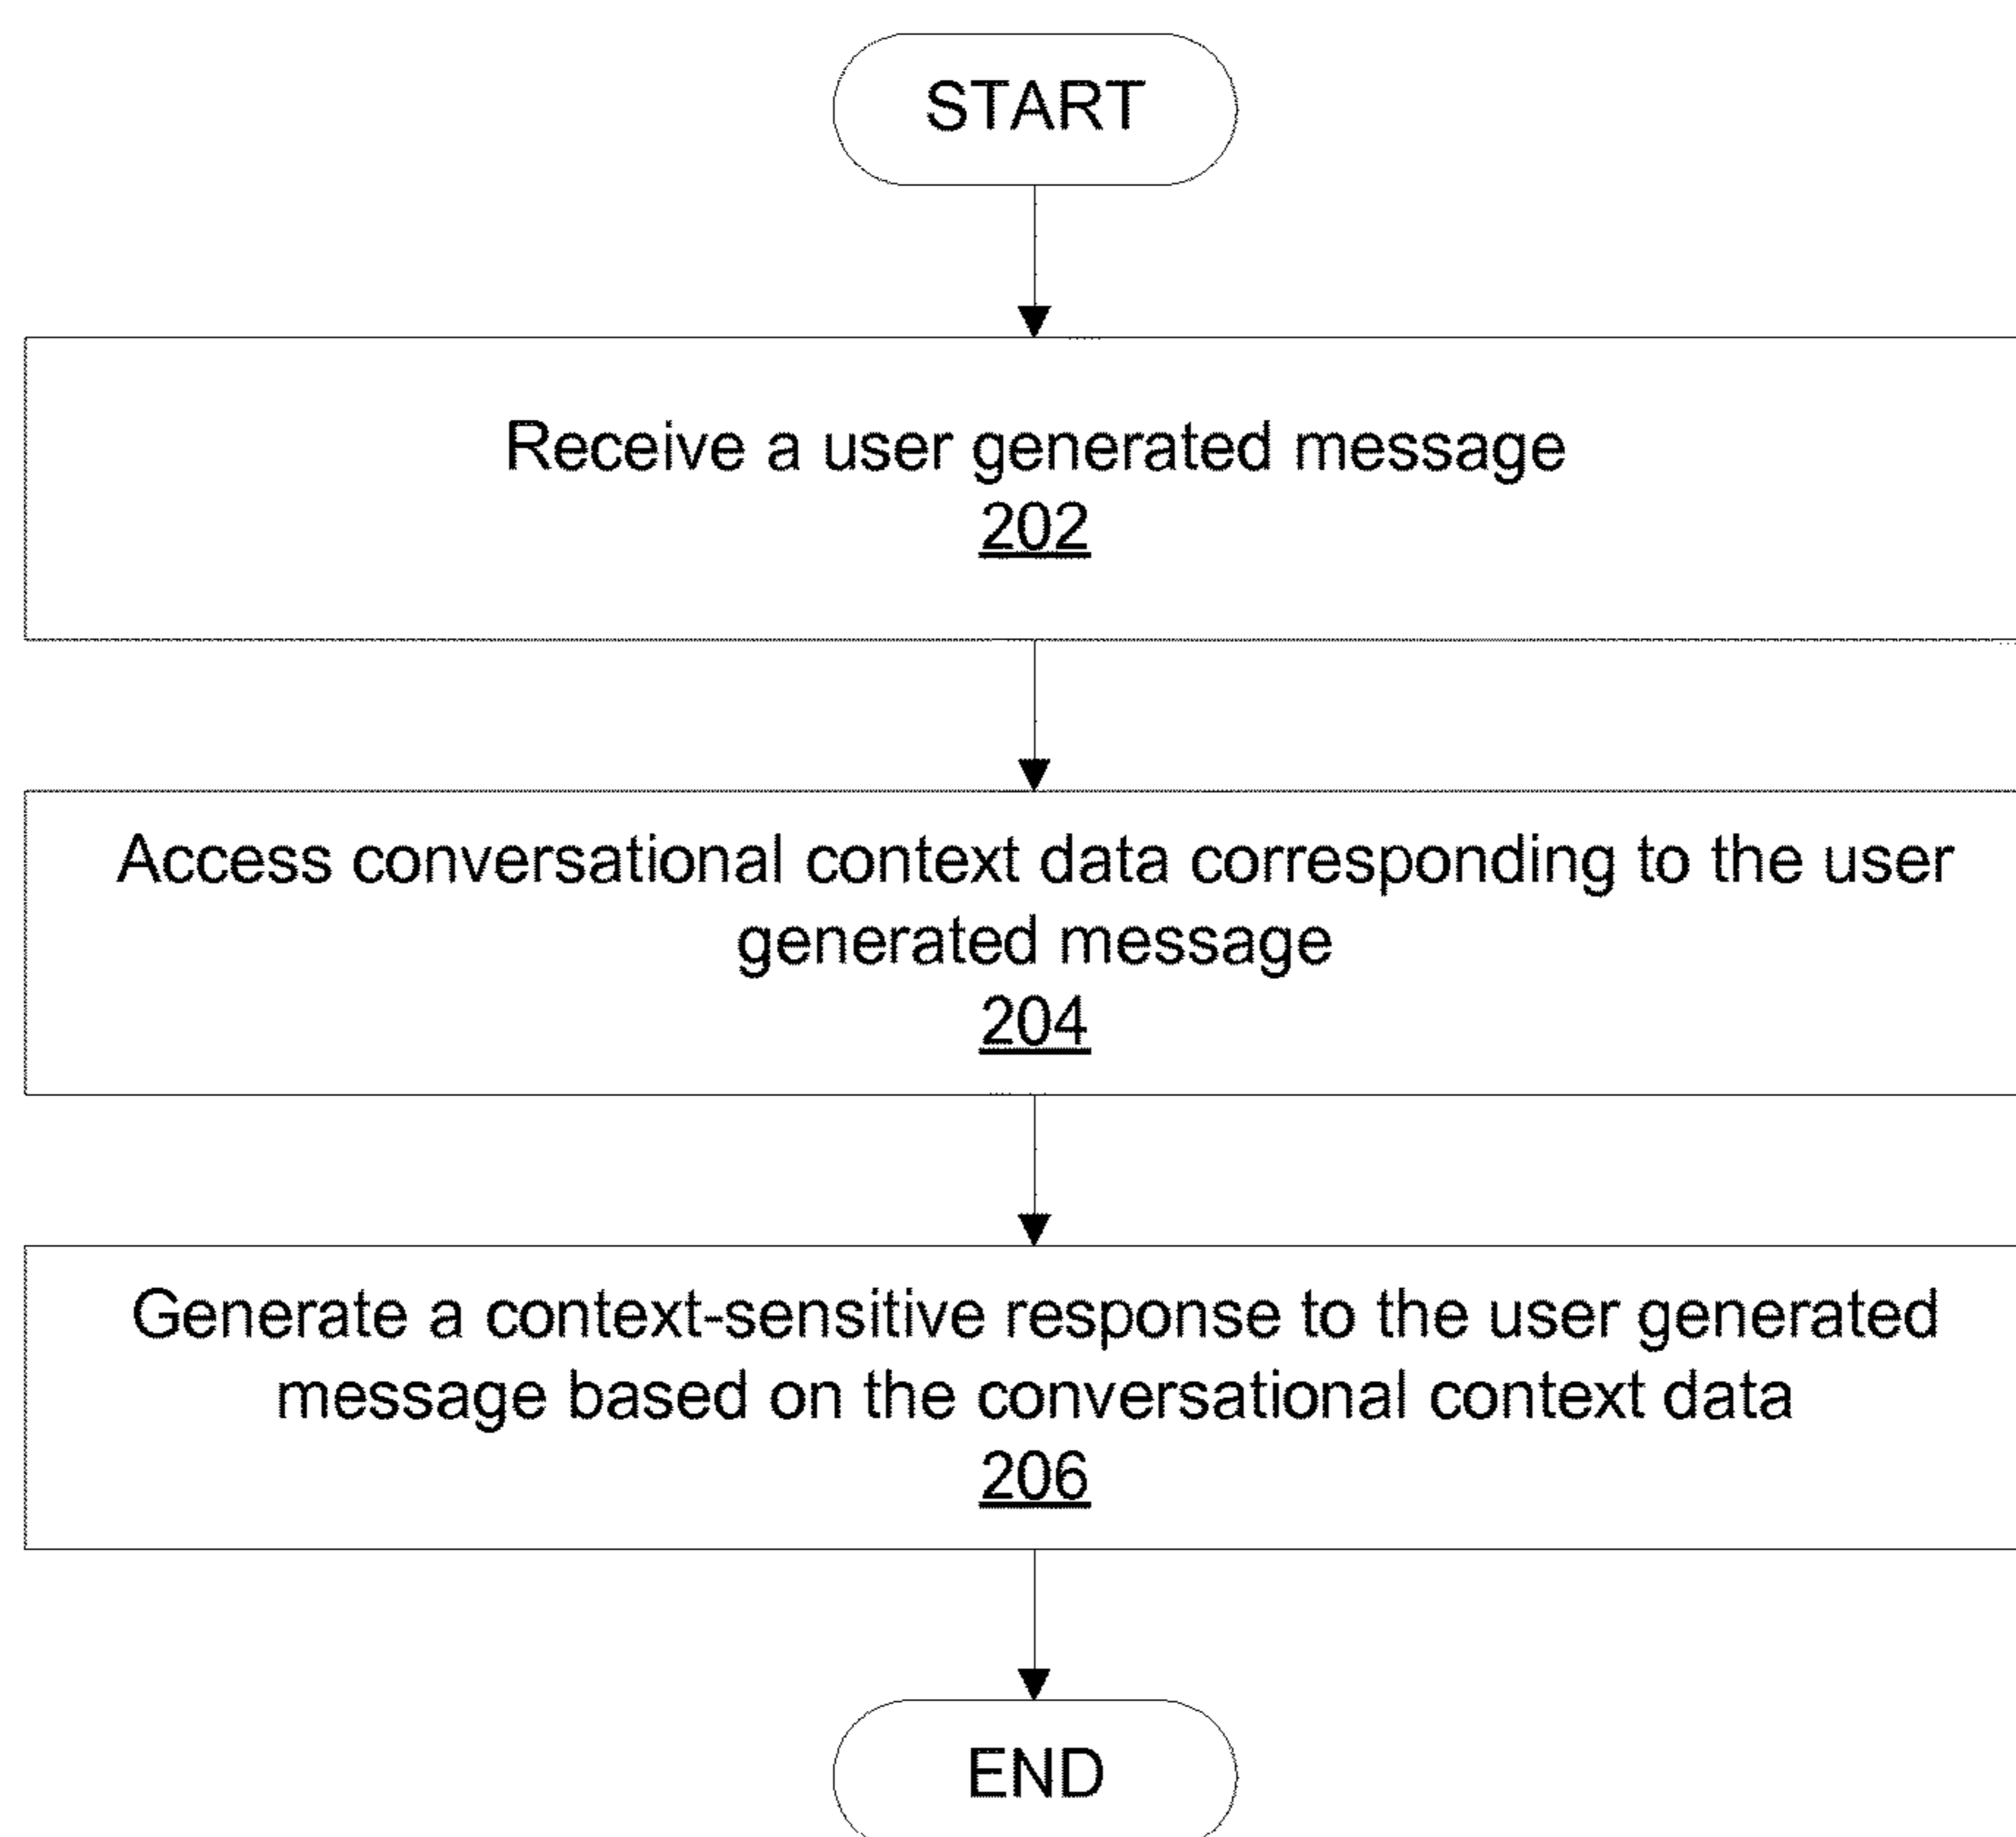 START
Receive a user generated message
202
Access conversational context data corresponding to the user
generated message
204
Generate a context-sensitive response to the user generated
message based on the conversational context data
206
END